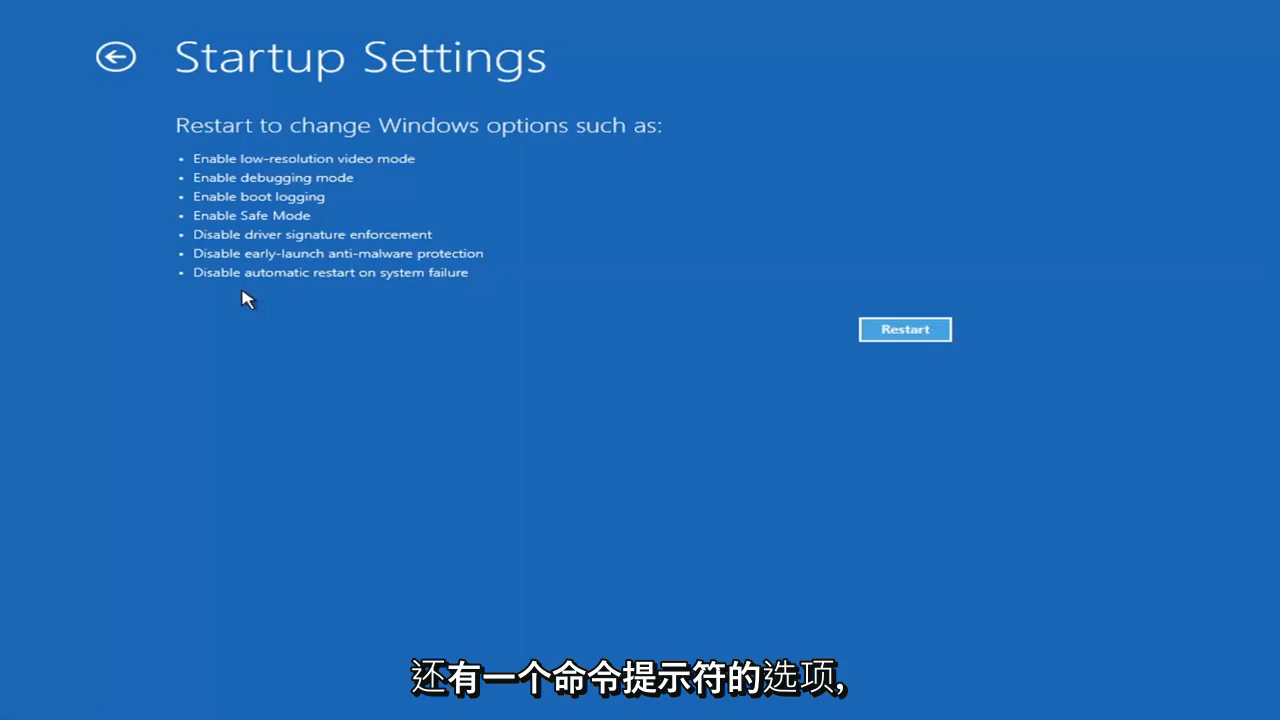 Startup Settings
Restart to change Windows options such as:
• Enable low-resolution video mode
• Enable debugging mode
• Enable boot logging
• Enable Safe Mode
• Disable driver signature enforcement
• Disable early-launch anti-malware protection
• Disable automatic restart on system failure
Restart
还有一个命令提示符的选项,